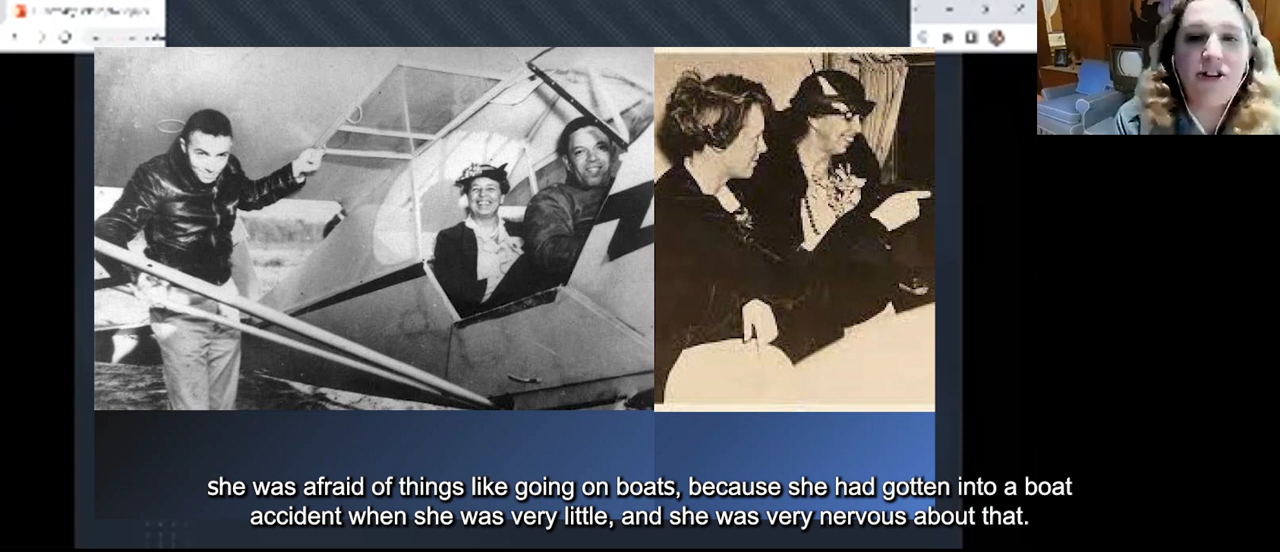 she was afraid of things like going on boats, because she had gotten into a boat
accident when she was very little, and she was very nervous about that.